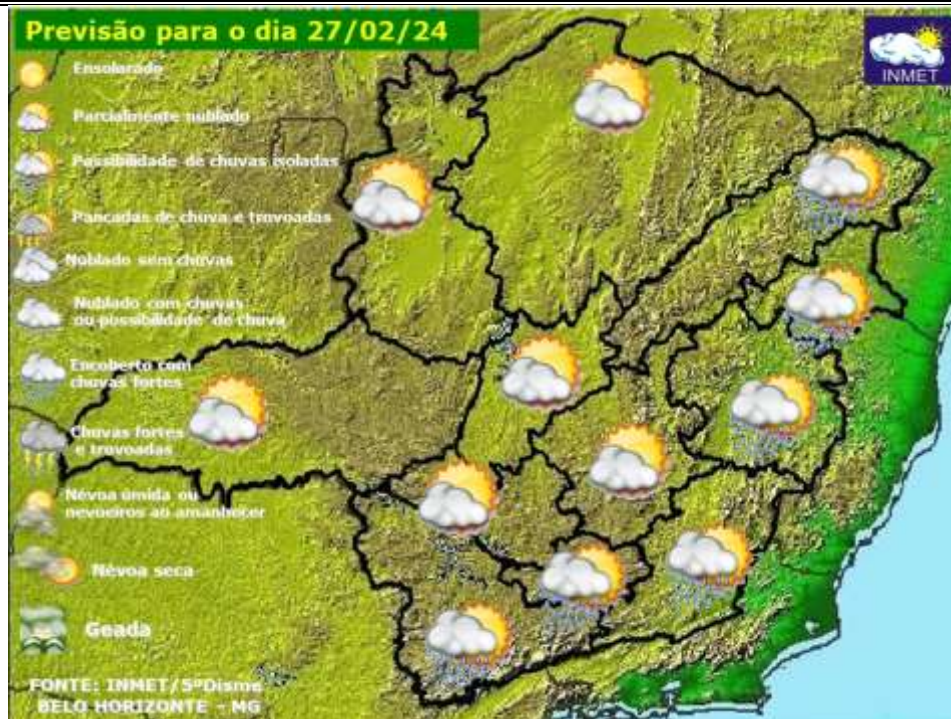 Previsão para o dia 27/02/24
INMET
Ensolarado
Parcialmente nublado
Possibilidade de chuvas isoladas
Pancadas de chuva e trovoadas
Nublado sem chuvas
Nublado com chuvas
ou possibilidade de chuva
Encoberto com
chuvas fortes
Chuvas fortes
e trovoadas
Névoa úmida ou
nevoeiros ao amanhecer
Névoa seca
Geada
FONTE: INMET/5ºDisme
BELO HORIZONTE - MG